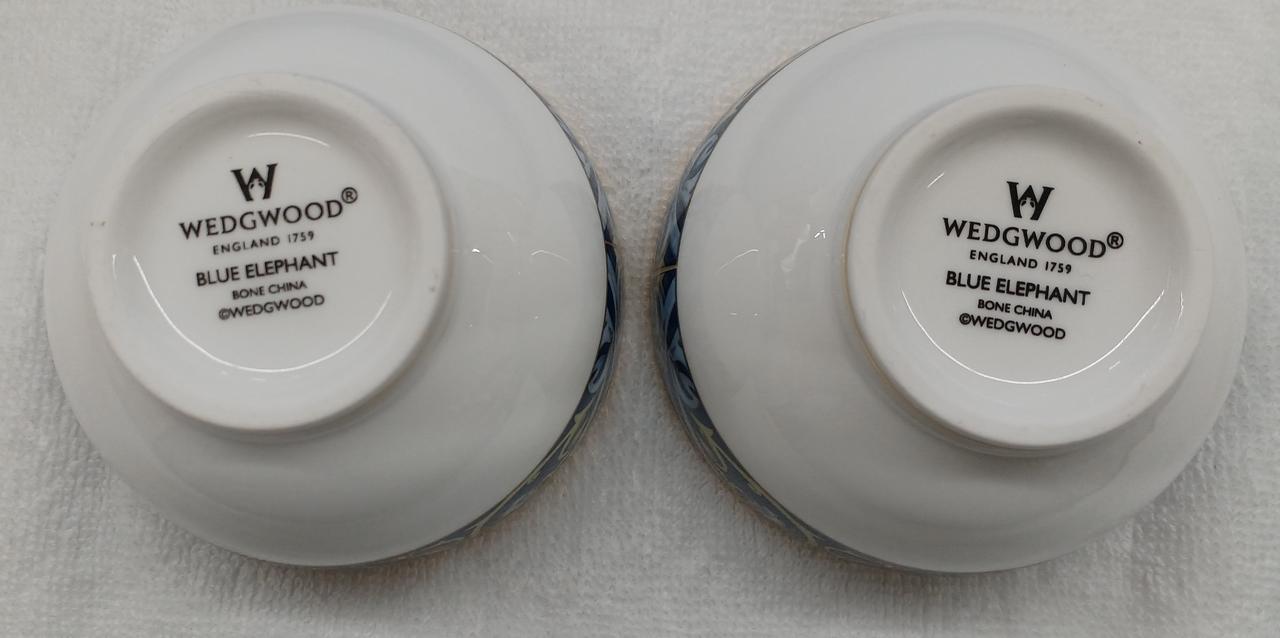 W
WEDGWOOD®
ENGLAND 1759
BLUE ELEPHANT
BONE CHINA
©WEDGWOOD
W
WEDGWOOD®
ENGLAND 1759
BLUE ELEPHANT
BONE CHINA
©WEDGWOOD